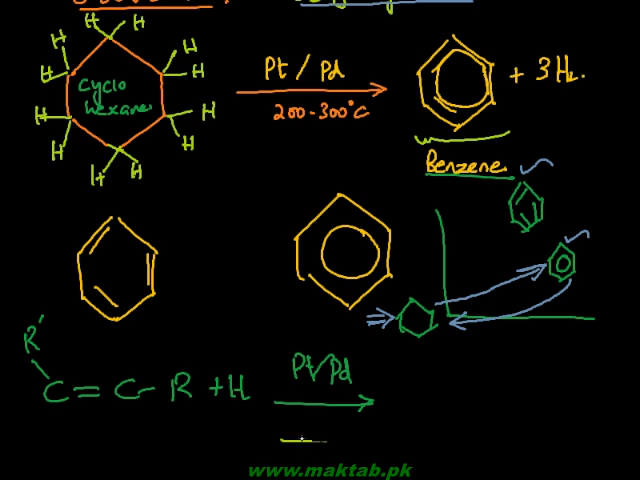 H H
H H
H Cyclo Pt / Pd + 3H₂.
H hexane H 200-300°C
H H
H H Benzene
R'
C = C - R + H Pt/Pd
www.maktab.pk